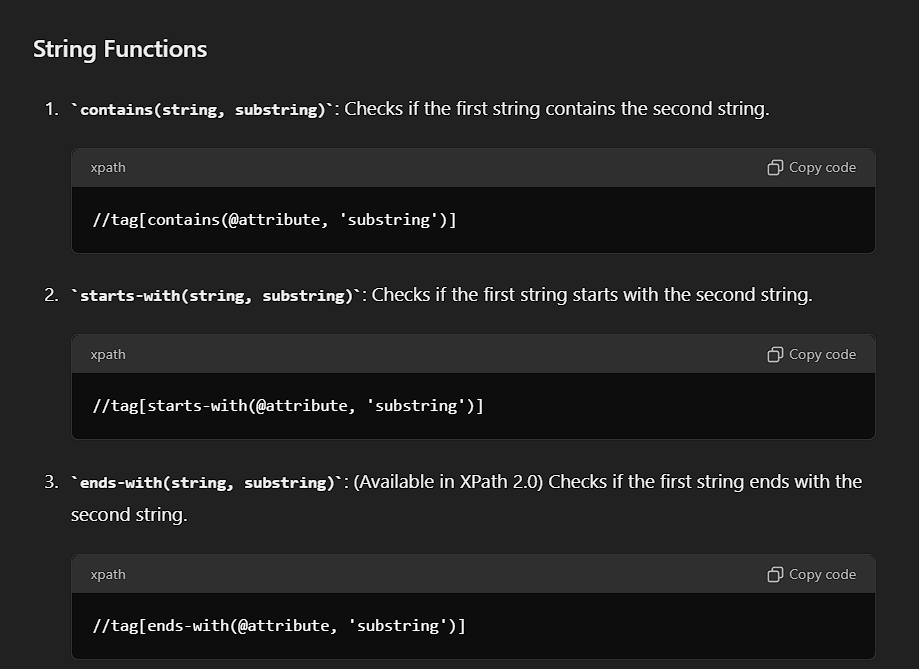 String Functions
1. `contains(string, substring)`: Checks if the first string contains the second string.
xpath Copy code
//tag[contains(@attribute, 'substring')]
2. `starts-with(string, substring)`: Checks if the first string starts with the second string.
xpath Copy code
//tag[starts-with(@attribute, 'substring')]
3. `ends-with(string, substring)`: (Available in XPath 2.0) Checks if the first string ends with the
second string.
xpath Copy code
//tag[ends-with(@attribute, 'substring')]